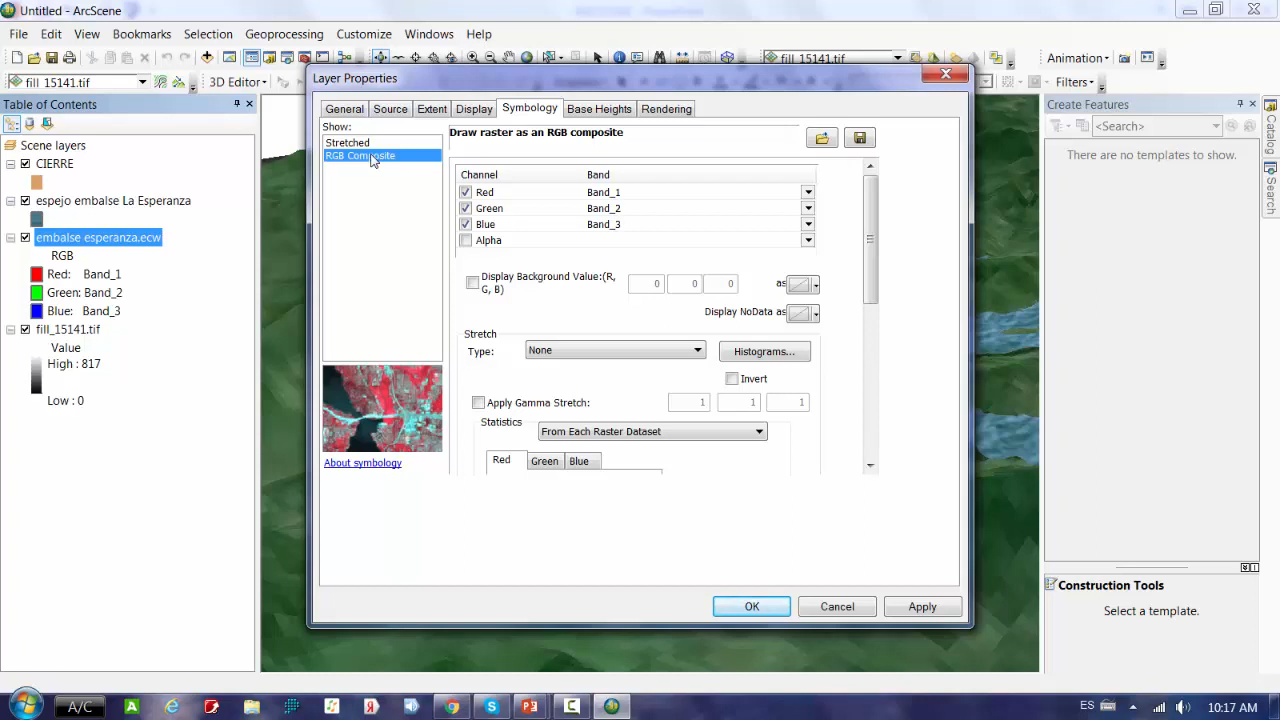 Untitled - ArcScene
File Edit View Bookmarks Selection Geoprocessing Customize Windows Help
fill_15141.tif
Animation
fill_15141.tif
3D Editor
Filters
Table of Contents
Scene layers
CIERRE
espejo embalse La Esperanza
embalse esperanza.ecw
RGB
Red: Band_1
Green: Band_2
Blue: Band_3
fill_15141.tif
Value
High : 817
Low : 0
Layer Properties
General Source Extent Display Symbology Base Heights Rendering
Show:
Stretched
RGB Composite
About symbology
Draw raster as an RGB composite
Channel Band
Red Band_1
Green Band_2
Blue Band_3
Alpha
Display Background Value:(R, G, B) 0 0 0 as
Display NoData as
Stretch
Type: None Histograms...
Invert
Apply Gamma Stretch: 1 1 1
Statistics
From Each Raster Dataset
Red Green Blue
OK Cancel Apply
Create Features
<Search>
There are no templates to show.
Construction Tools
Select a template.
Catalog
Search
A/C
ES
10:17 AM